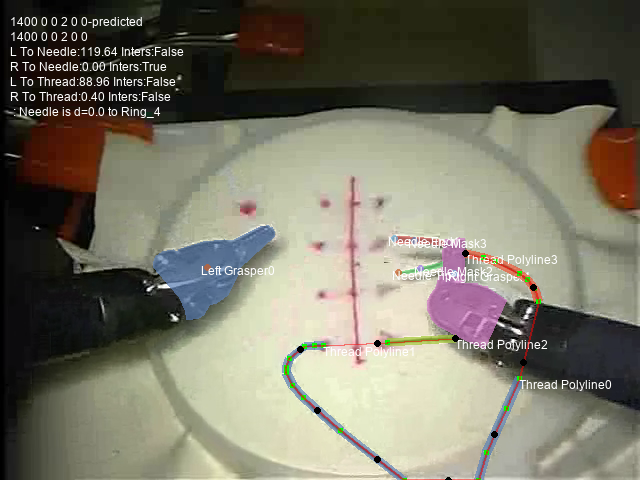 1400 0 0 2 0 0-predicted
1400 0 0 2 0 0
L To Needle:119.64 Inters:False
R To Needle:0.00 Inters:True
L To Thread:88.96 Inters:False
R To Thread:0.40 Inters:False
: Needle is d=0.0 to Ring_4
Needle Mask3
Thread Polyline3
Left Grasper0
Needle Mask2
Right Grasper
Thread Polyline1
Thread Polyline2
Thread Polyline0